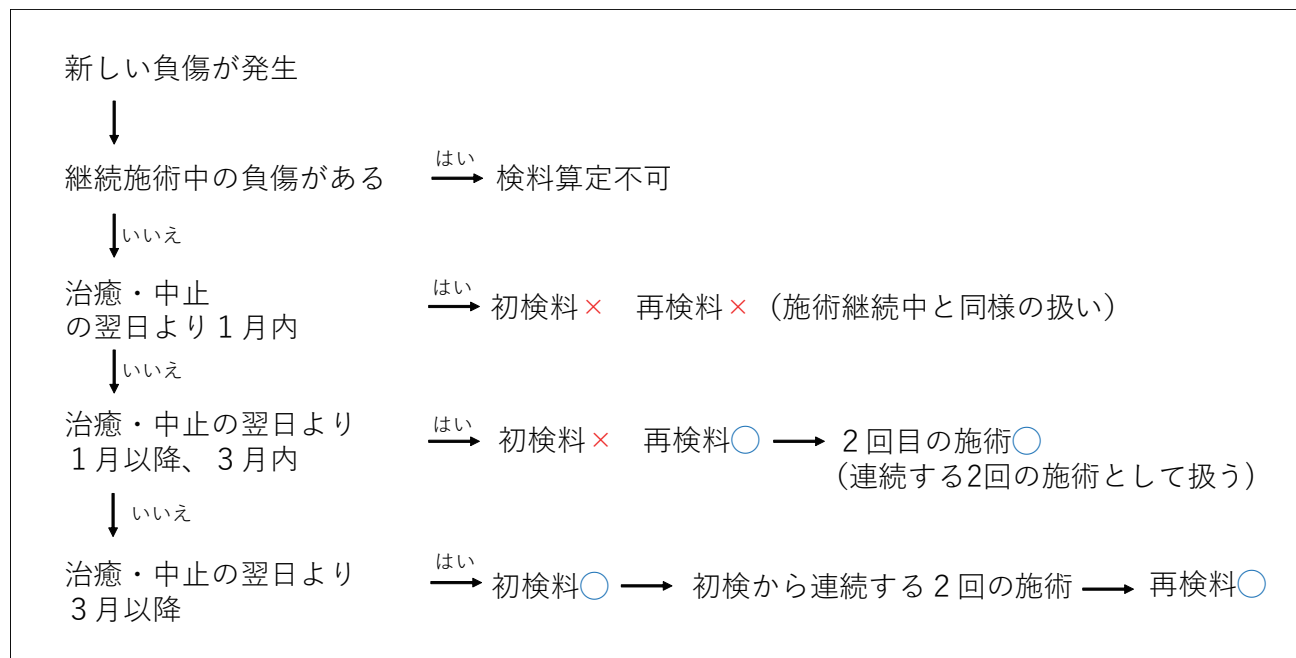 新しい負傷が発生
継続施術中の負傷がある
はい
検料算定不可
いいえ
治癒・中止
の翌日より１月内
はい
初検料× 再検料×（施術継続中と同様の扱い）
いいえ
治癒・中止の翌日より
１月以降、３月内
はい
初検料× 再検料○
２回目の施術○
（連続する2回の施術として扱う）
いいえ
治癒・中止の翌日より
３月以降
はい
初検料○
初検から連続する２回の施術
再検料○